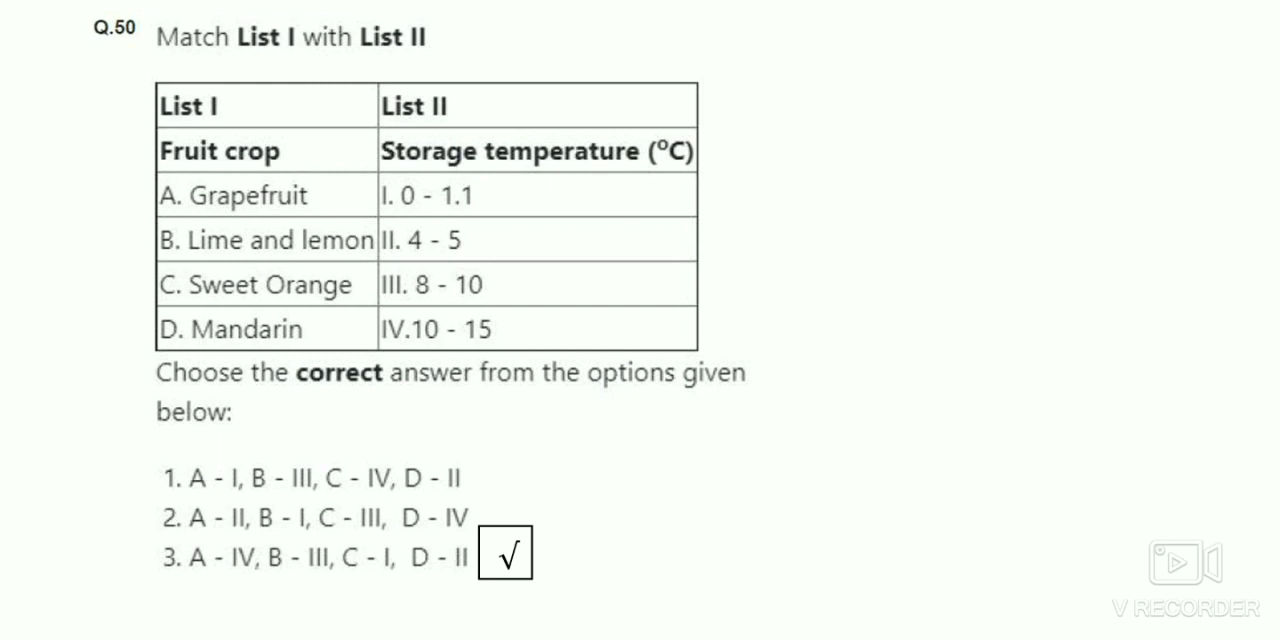 Q.50 Match List I with List II
List I List II
Fruit crop Storage temperature (⁰C)
A. Grapefruit I. 0 - 1.1
B. Lime and lemon II. 4 - 5
C. Sweet Orange III. 8 - 10
D. Mandarin IV.10 - 15
Choose the correct answer from the options given
below:
1. A - I, B - III, C - IV, D - II
2. A - II, B - I, C - III, D - IV
3. A - IV, B - III, C - I, D - II √
V RECORDER